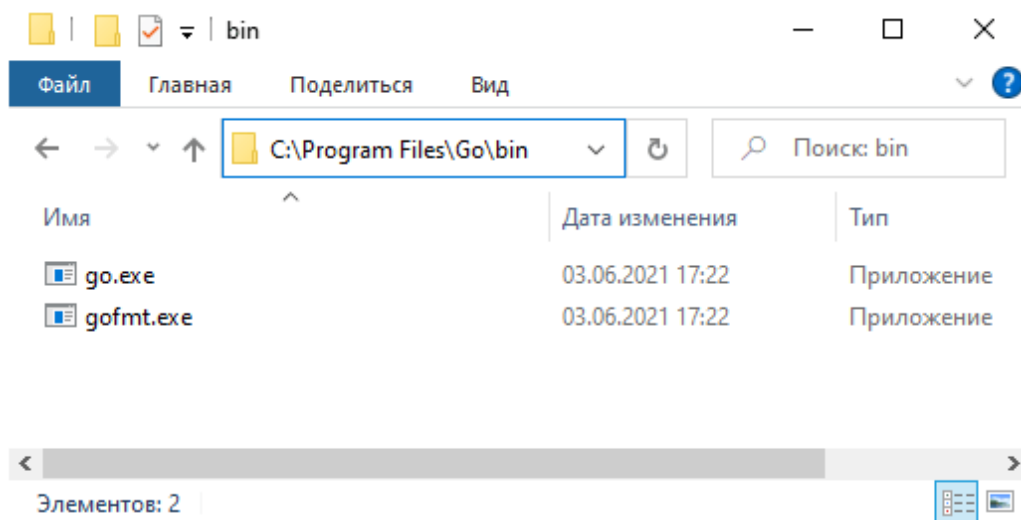 bin
Файл Главная Поделиться Вид
C:\Program Files\Go\bin Поиск: bin
Имя Дата изменения Тип
go.exe 03.06.2021 17:22 Приложение
gofmt.exe 03.06.2021 17:22 Приложение
Элементов: 2